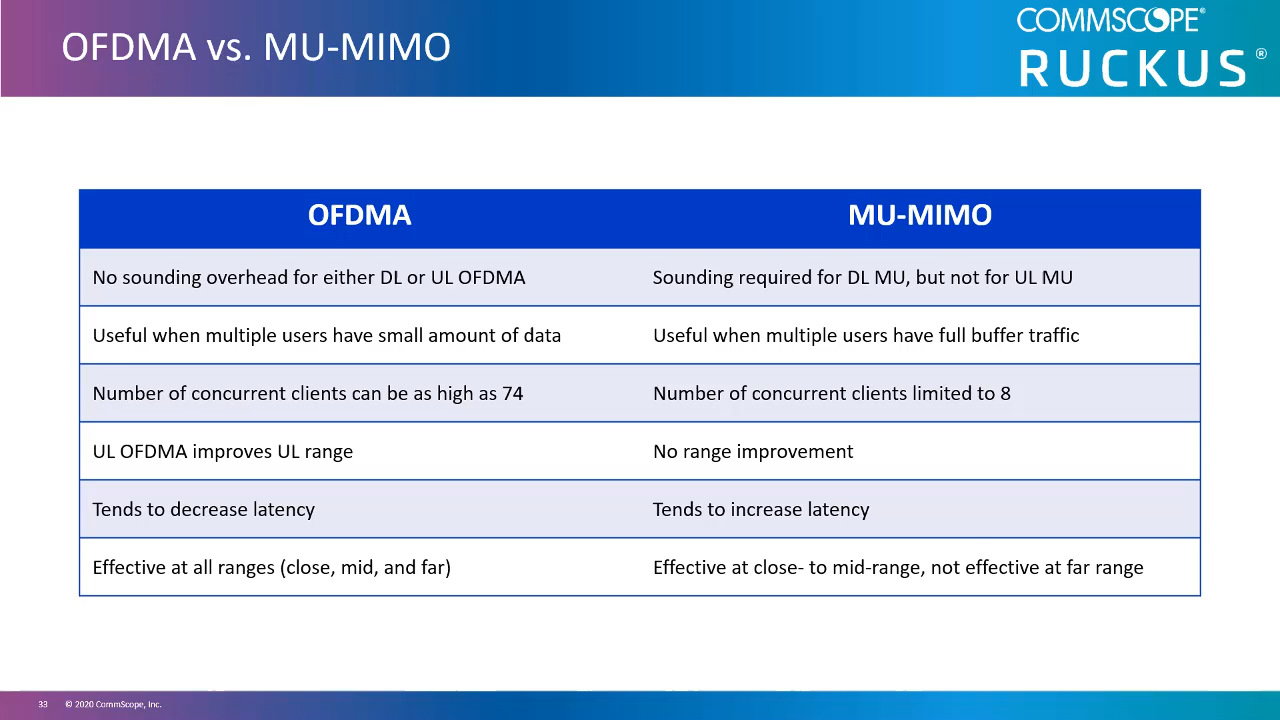 OFDMA vs. MU-MIMO
COMMSCOPE®
RUCKUS®
OFDMA MU-MIMO
No sounding overhead for either DL or UL OFDMA Sounding required for DL MU, but not for UL MU
Useful when multiple users have small amount of data Useful when multiple users have full buffer traffic
Number of concurrent clients can be as high as 74 Number of concurrent clients limited to 8
UL OFDMA improves UL range No range improvement
Tends to decrease latency Tends to increase latency
Effective at all ranges (close, mid, and far) Effective at close- to mid-range, not effective at far range
33 © 2020 CommScope, Inc.